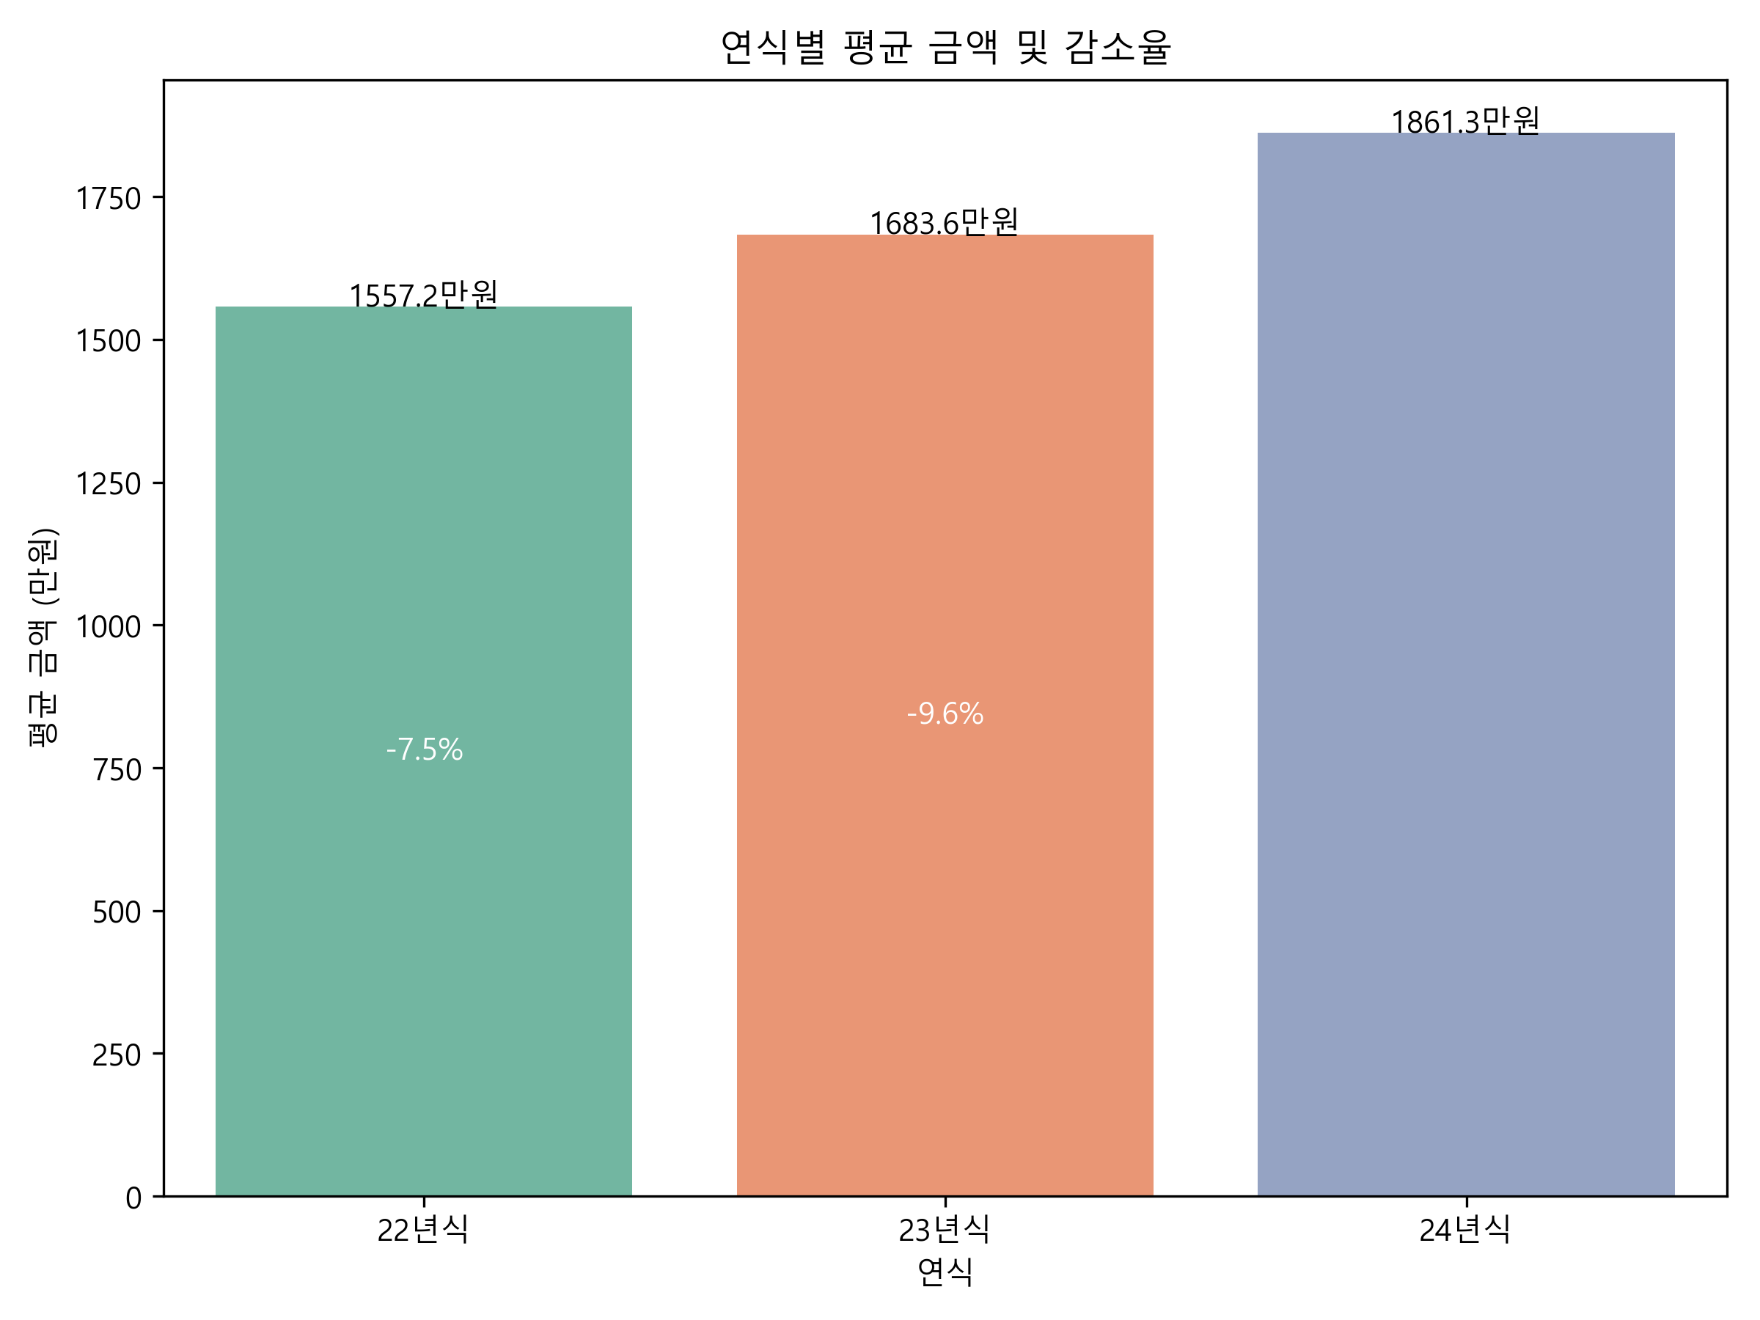 연식별 평균 금액 및 감소율
평균 금액 (만원)
1750
1500
1250
1000
750
500
250
0
1557.2만원
1683.6만원
1861.3만원
-7.5%
-9.6%
22년식
23년식
24년식
연식